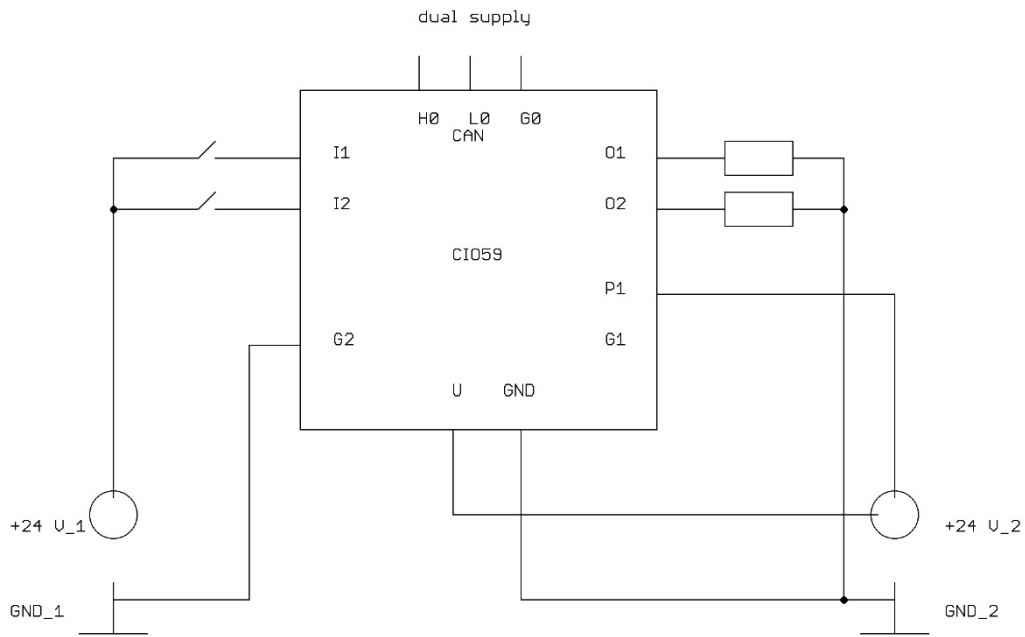 dual supply
H0 L0 G0
CAN
I1 O1
I2 O2
CIO59
P1
G2 G1
U GND
+24 V_1 +24 V_2
GND_1 GND_2